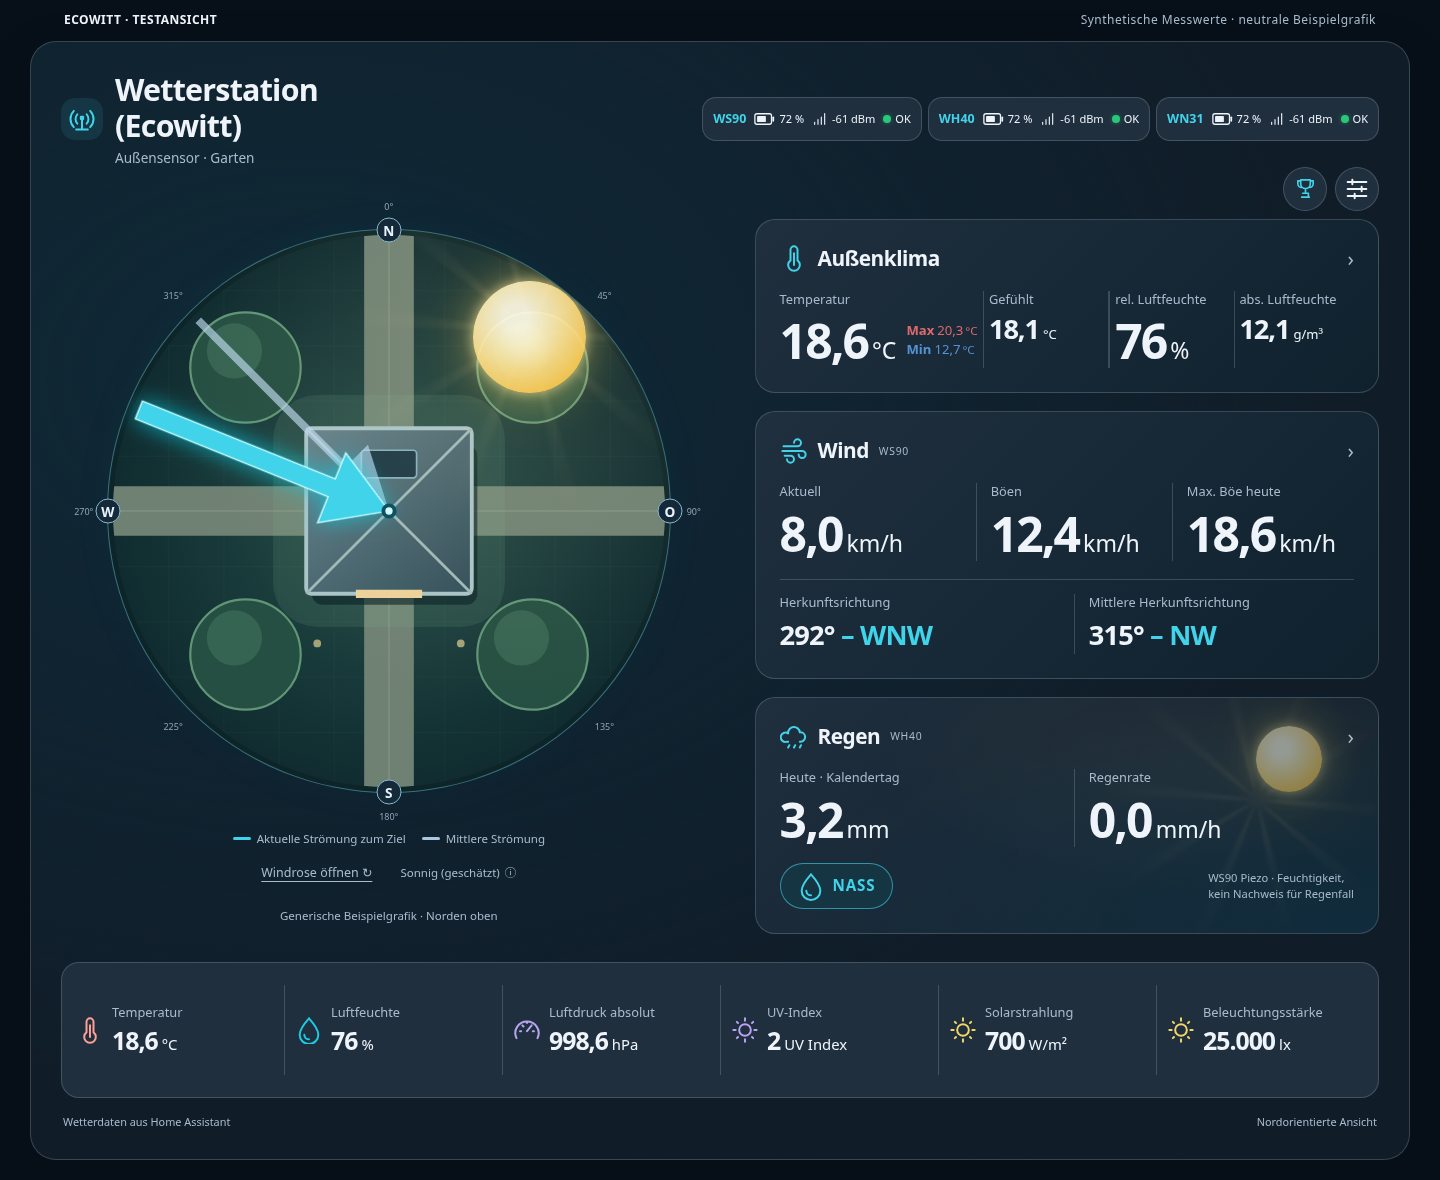 ECOWITT · TESTANSICHT
Synthetische Messwerte · neutrale Beispielgrafik
Wetterstation
(Ecowitt)
Außensensor · Garten
WS90 72 % -61 dBm OK
WH40 72 % -61 dBm OK
WN31 72 % -61 dBm OK
0°
N
315°
45°
270° W
O 90°
225°
135°
S
180°
Aktuelle Strömung zum Ziel
Mittlere Strömung
Windrose öffnen ↻
Sonnig (geschätzt) ⓘ
Generische Beispielgrafik · Norden oben
Außenklima ›
Temperatur
18,6 °C
Max 20,3 °C
Min 12,7 °C
Gefühlt
18,1 °C
rel. Luftfeuchte
76 %
abs. Luftfeuchte
12,1 g/m³
Wind WS90 ›
Aktuell
8,0 km/h
Böen
12,4 km/h
Max. Böe heute
18,6 km/h
Herkunftsrichtung
292° – WNW
Mittlere Herkunftsrichtung
315° – NW
Regen WH40 ›
Heute · Kalendertag
3,2 mm
Regenrate
0,0 mm/h
NASS
WS90 Piezo · Feuchtigkeit,
kein Nachweis für Regenfall
Temperatur
18,6 °C
Luftfeuchte
76 %
Luftdruck absolut
998,6 hPa
UV-Index
2 UV Index
Solarstrahlung
700 W/m²
Beleuchtungsstärke
25.000 lx
Wetterdaten aus Home Assistant
Nordorientierte Ansicht